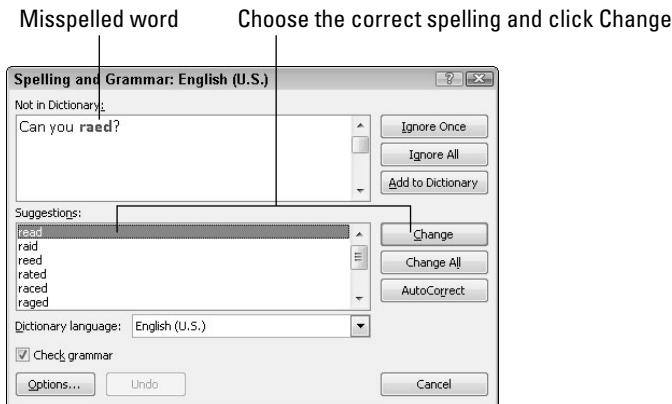 Misspelled word
Choose the correct spelling and click Change
Spelling and Grammar: English (U.S.)
Not in Dictionary:
Can you raed?
Ignore Once
Ignore All
Add to Dictionary
Suggestions:
read
raid
reed
rated
raced
raged
Change
Change All
AutoCorrect
Dictionary language: English (U.S.)
Check grammar
Options... Undo Cancel